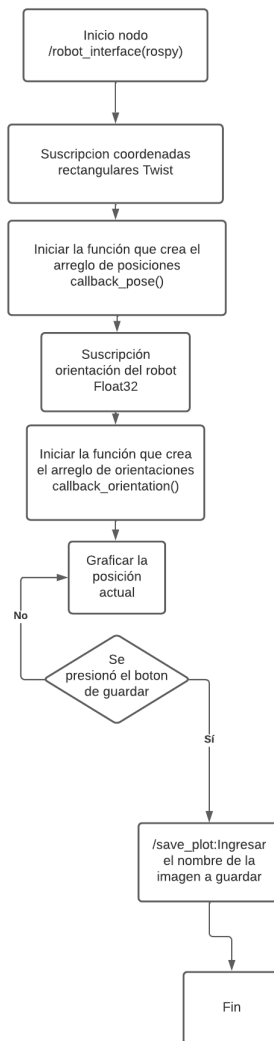 Inicio nodo
/robot_interface(rospy)
Suscripcion coordenadas
rectangulares Twist
Iniciar la función que crea el
arreglo de posiciones
callback_pose()
Suscripción
orientación del robot
Float32
Iniciar la función que crea
el arreglo de orientaciones
callback_orientation()
Graficar la
posición
actual
No
Se
presionó el boton
de guardar
Sí
/save_plot:Ingresar
el nombre de la
imagen a guardar
Fin